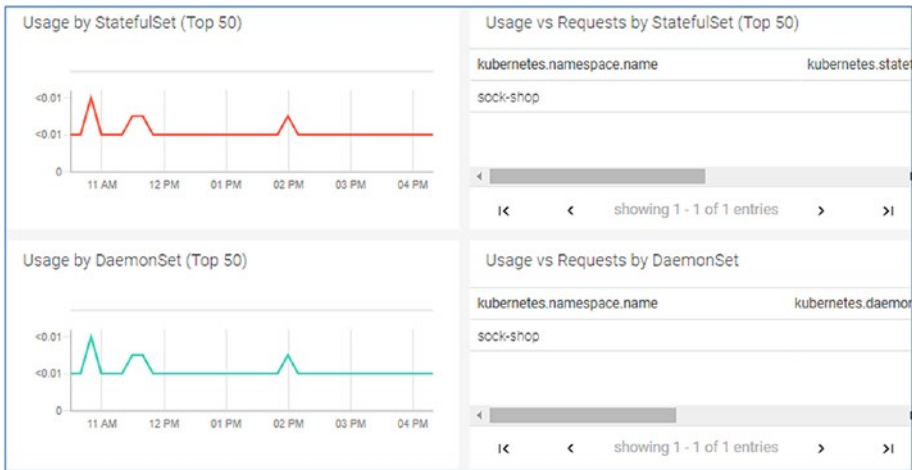 Usage by StatefulSet (Top 50)
<0.01
<0.01
0
11 AM 12 PM 01 PM 02 PM 03 PM 04 PM
Usage vs Requests by StatefulSet (Top 50)
kubernetes.namespace.name kubernetes.statef
sock-shop
showing 1 - 1 of 1 entries
Usage by DaemonSet (Top 50)
<0.01
<0.01
0
11 AM 12 PM 01 PM 02 PM 03 PM 04 PM
Usage vs Requests by DaemonSet
kubernetes.namespace.name kubernetes.daemon
sock-shop
showing 1 - 1 of 1 entries